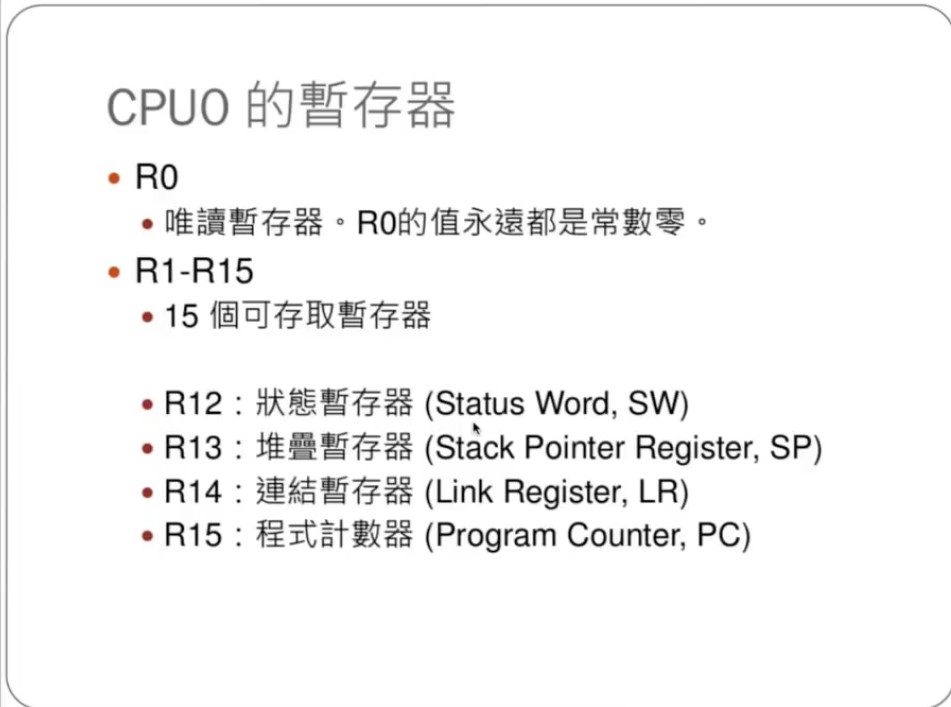 CPU0 的暫存器
• R0
• 唯讀暫存器。R0的值永遠都是常數零。
• R1-R15
• 15 個可存取暫存器
• R12：狀態暫存器 (Status Word, SW)
• R13：堆疊暫存器 (Stack Pointer Register, SP)
• R14：連結暫存器 (Link Register, LR)
• R15：程式計數器 (Program Counter, PC)